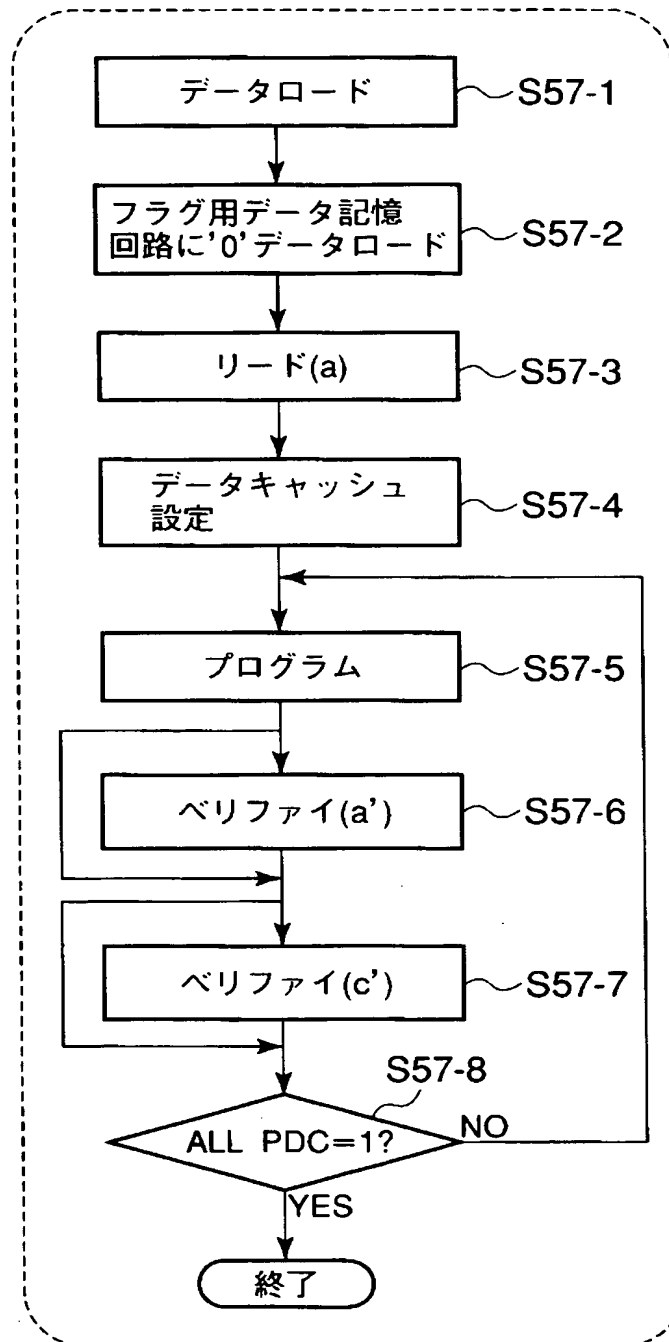 データロード
S57-1
フラグ用データ記憶
回路に'0'データロード
S57-2
リード(a)
S57-3
データキャッシュ
設定
S57-4
プログラム
S57-5
ベリファイ(a')
S57-6
ベリファイ(c')
S57-7
S57-8
ALL PDC=1?
NO
YES
終了